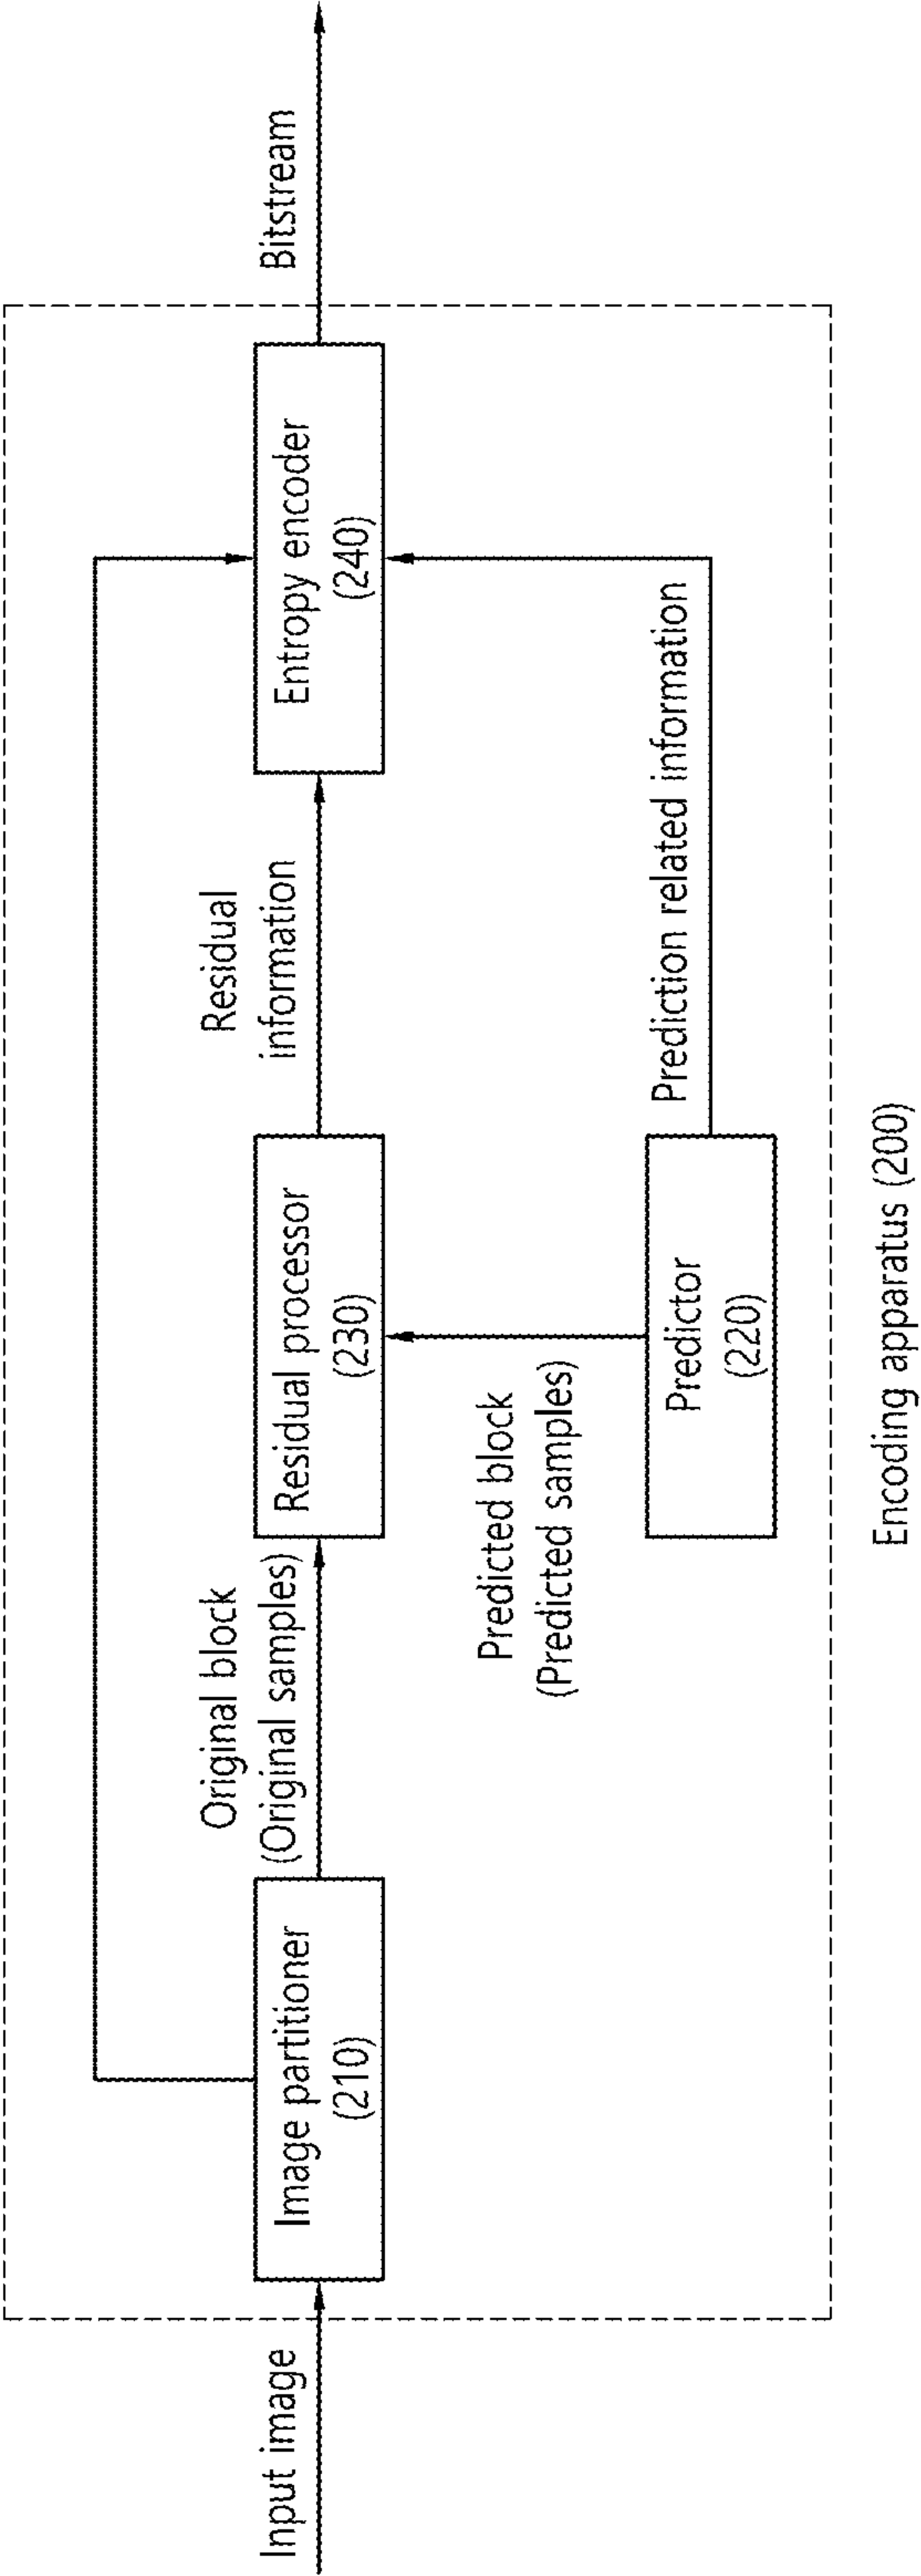 Input image
Image partitioner
(210)
Original block
(Original samples)
Residual processor
(230)
Residual
information
Entropy encoder
(240)
Bitstream
Predicted block
(Predicted samples)
Predictor
(220)
Prediction related information
Encoding apparatus (200)